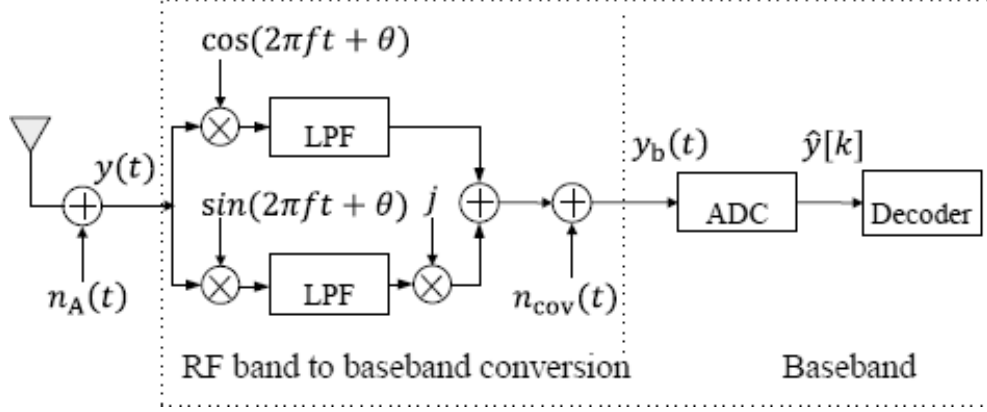 cos(2πft + θ)
LPF
y(t)
y_b(t)
ŷ[k]
sin(2πft + θ)
j
ADC
Decoder
LPF
n_A(t)
n_cov(t)
RF band to baseband conversion
Baseband